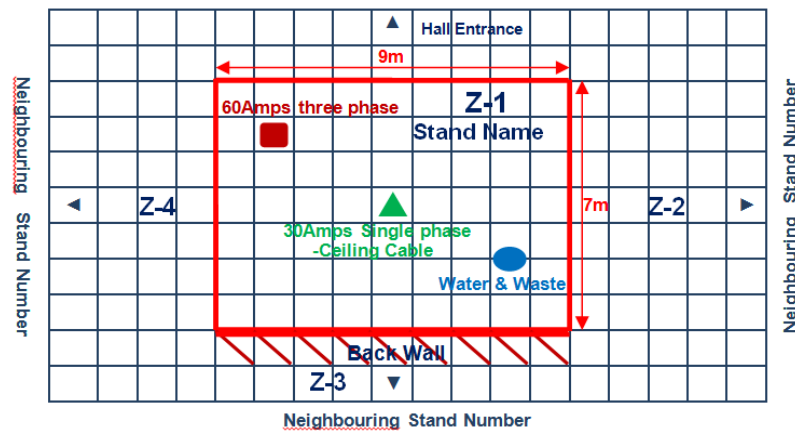 Hall Entrance
9m
60Amps three phase
Z-1
Stand Name
Neighbouring Stand Number
Z-4
7m
Z-2
Neighbouring Stand Number
30Amps Single phase
-Ceiling Cable
Water & Waste
Back Wall
Z-3
Neighbouring Stand Number